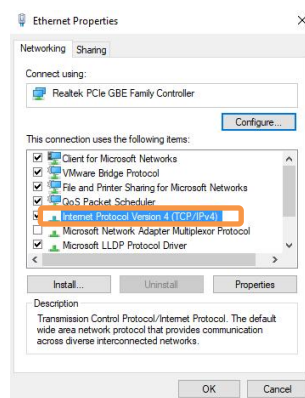 Ethernet Properties
Networking Sharing
Connect using:
Realtek PCIe GBE Family Controller
Configure...
This connection uses the following items:
Client for Microsoft Networks
VMware Bridge Protocol
File and Printer Sharing for Microsoft Networks
QoS Packet Scheduler
Internet Protocol Version 4 (TCP/IPv4)
Microsoft Network Adapter Multiplexor Protocol
Microsoft LLDP Protocol Driver
Install... Uninstall Properties
Description
Transmission Control Protocol/Internet Protocol. The default
wide area network protocol that provides communication
across diverse interconnected networks.
OK Cancel